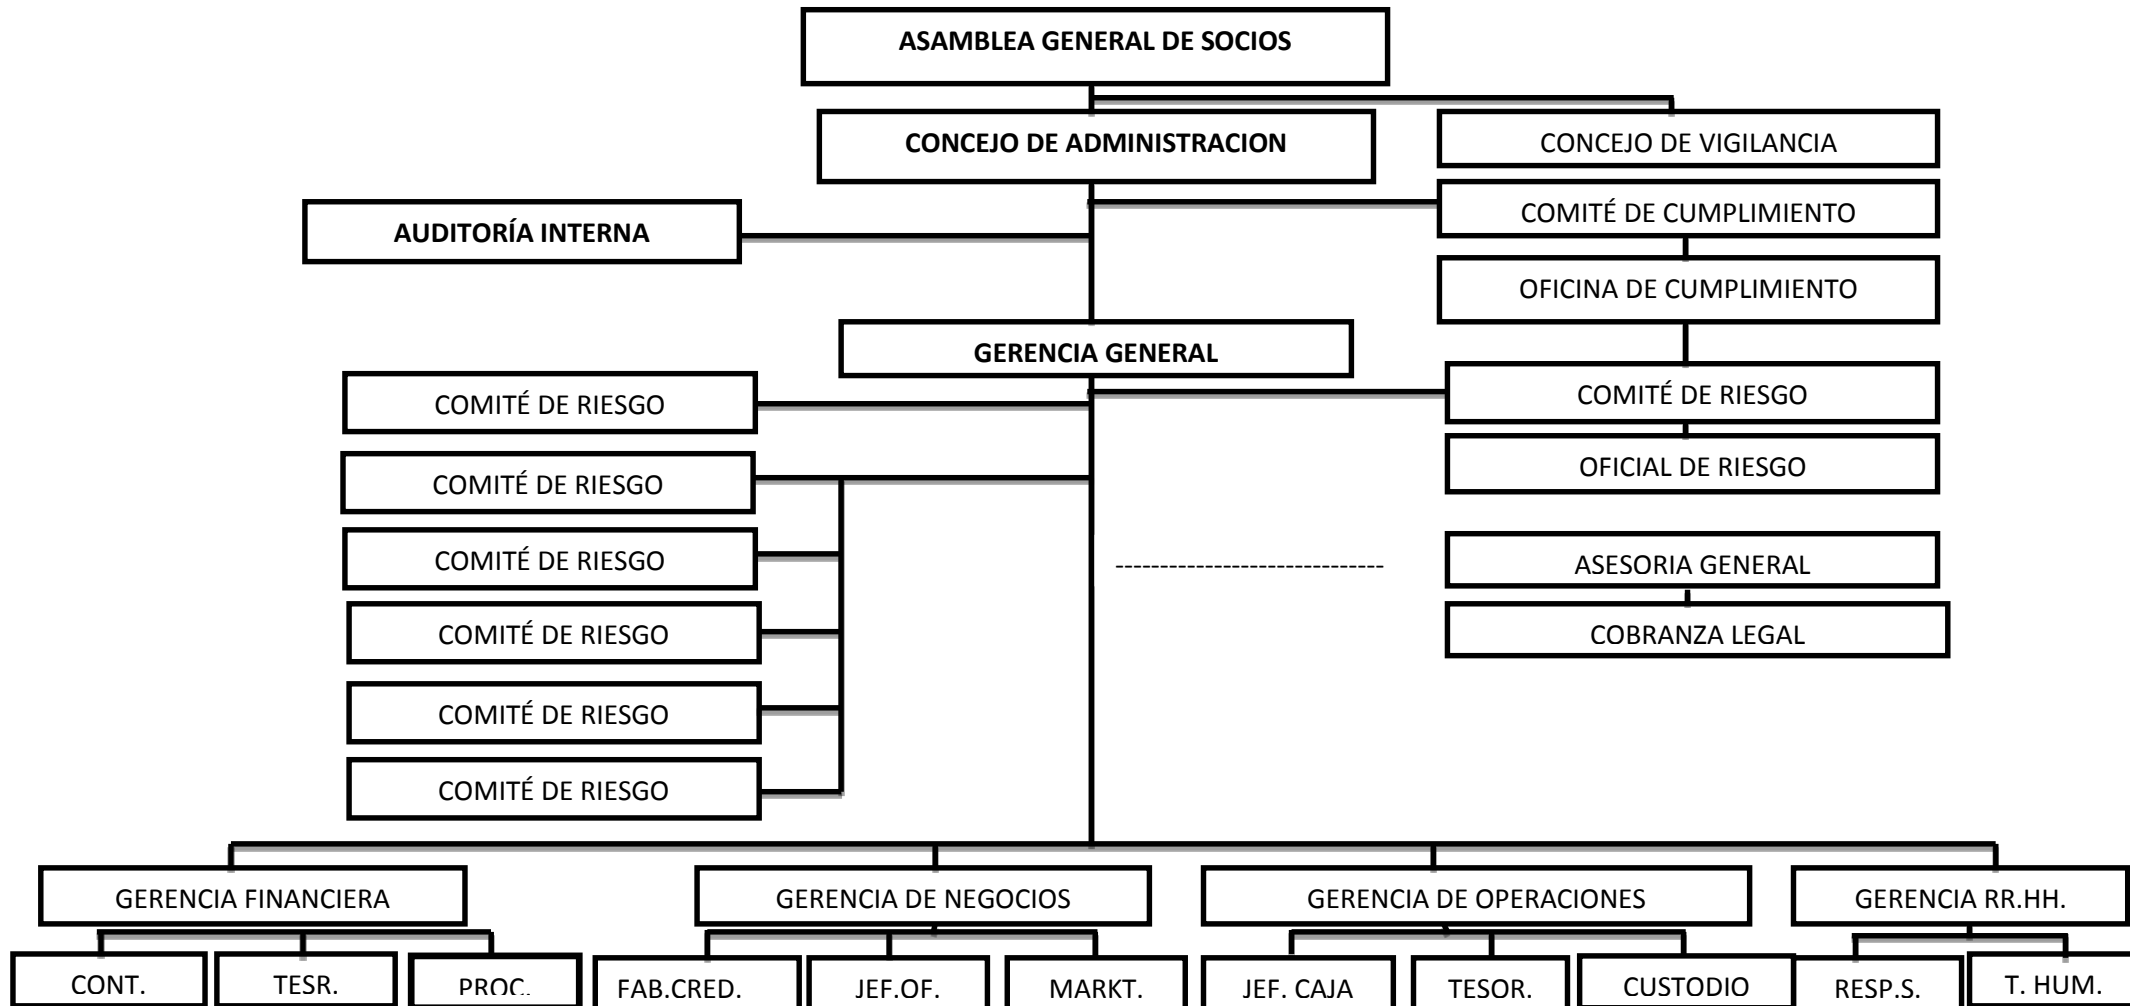 ASAMBLEA GENERAL DE SOCIOS
CONCEJO DE ADMINISTRACION
CONCEJO DE VIGILANCIA
COMITÉ DE CUMPLIMIENTO
AUDITORÍA INTERNA
OFICINA DE CUMPLIMIENTO
GERENCIA GENERAL
COMITÉ DE RIESGO
COMITÉ DE RIESGO
COMITÉ DE RIESGO
OFICIAL DE RIESGO
COMITÉ DE RIESGO
ASESORIA GENERAL
COMITÉ DE RIESGO
COBRANZA LEGAL
COMITÉ DE RIESGO
COMITÉ DE RIESGO
GERENCIA FINANCIERA
GERENCIA DE NEGOCIOS
GERENCIA DE OPERACIONES
GERENCIA RR.HH.
CONT.
TESR.
PROC.
FAB.CRED.
JEF.OF.
MARKT.
JEF. CAJA
TESOR.
CUSTODIO
RESP.S.
T. HUM.